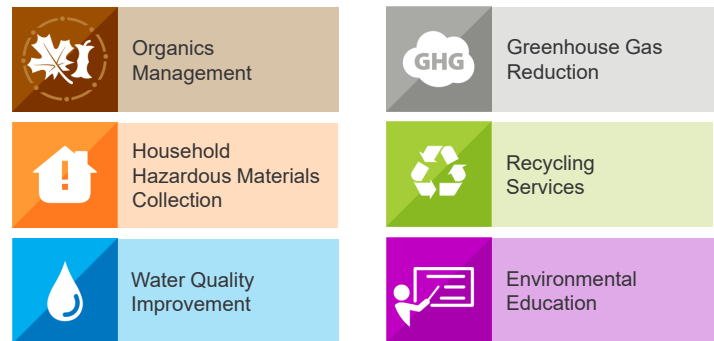 Organics
Management
GHG
Greenhouse Gas
Reduction
Household
Hazardous Materials
Collection
Recycling
Services
Water Quality
Improvement
Environmental
Education